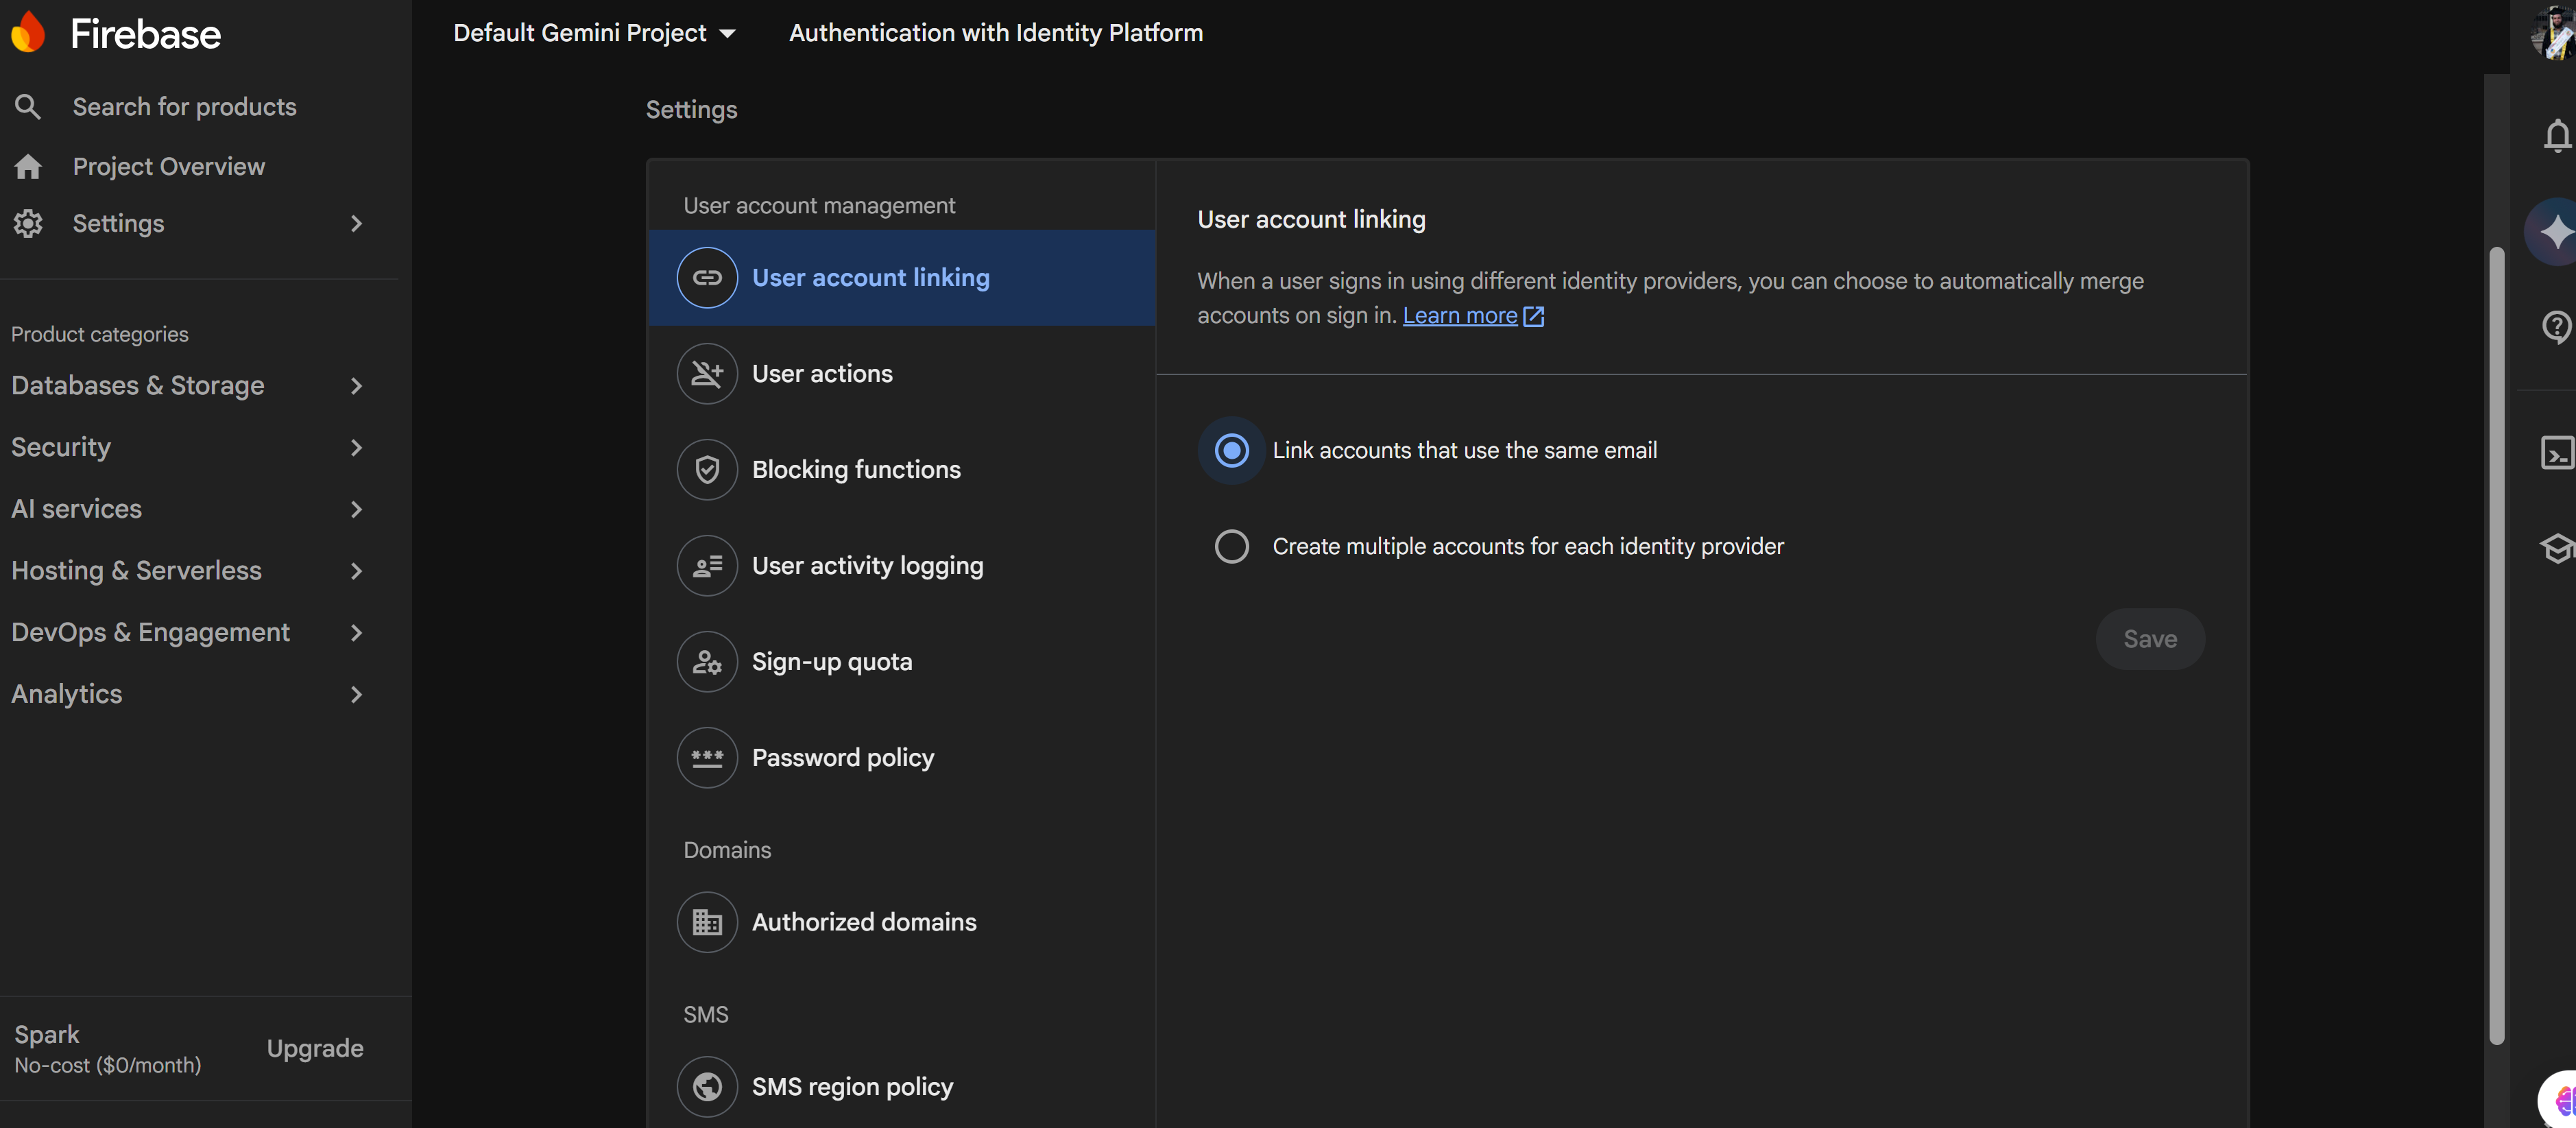 Firebase
Search for products
Project Overview
Settings
Product categories
Databases & Storage
Security
AI services
Hosting & Serverless
DevOps & Engagement
Analytics
Spark
No-cost ($0/month)
Upgrade
Default Gemini Project
Authentication with Identity Platform
Settings
User account management
User account linking
User actions
Blocking functions
User activity logging
Sign-up quota
Password policy
Domains
Authorized domains
SMS
SMS region policy
User account linking
When a user signs in using different identity providers, you can choose to automatically merge
accounts on sign in. Learn more
Link accounts that use the same email
Create multiple accounts for each identity provider
Save